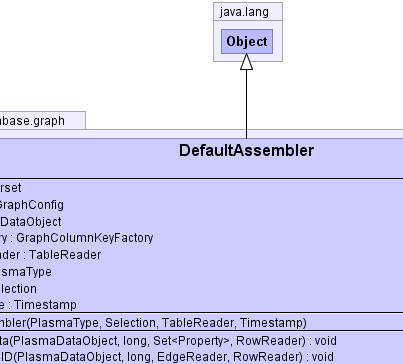 java.lang
Object
base.graph
DefaultAssembler
rset
GraphConfig
DataObject
ry : GraphColumnKeyFactory
der : TableReader
smaType
lection
e : Timestamp
mbler(PlasmaType, Selection, TableReader, Timestamp)
ta(PlasmaDataObject, long, Set<Property>, RowReader) : void
ID(PlasmaDataObject, long, EdgeReader, RowReader) : void